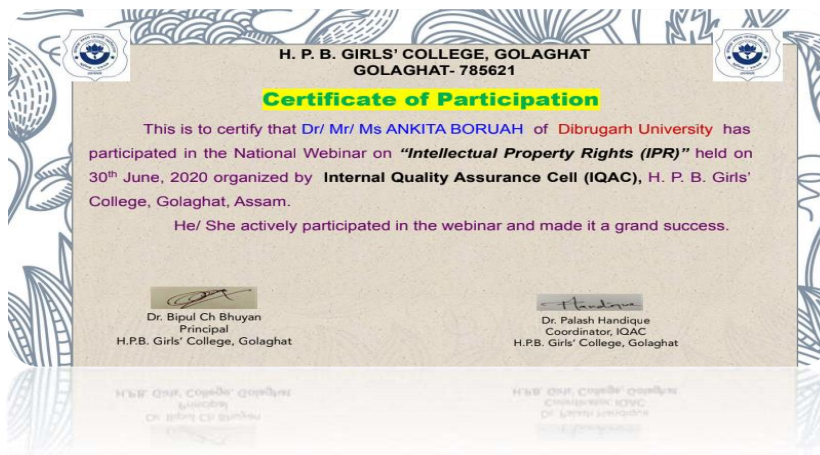 H. P. B. GIRLS' COLLEGE, GOLAGHAT
GOLAGHAT- 785621
Certificate of Participation
This is to certify that Dr/ Mr/ Ms ANKITA BORUAH of Dibrugarh University has
participated in the National Webinar on “Intellectual Property Rights (IPR)” held on
30th June, 2020 organized by Internal Quality Assurance Cell (IQAC), H. P. B. Girls'
College, Golaghat, Assam.
He/ She actively participated in the webinar and made it a grand success.
Dr. Bipul Ch Bhuyan
Principal
H.P.B. Girls' College, Golaghat
Handique
Dr. Palash Handique
Coordinator, IQAC
H.P.B. Girls' College, Golaghat